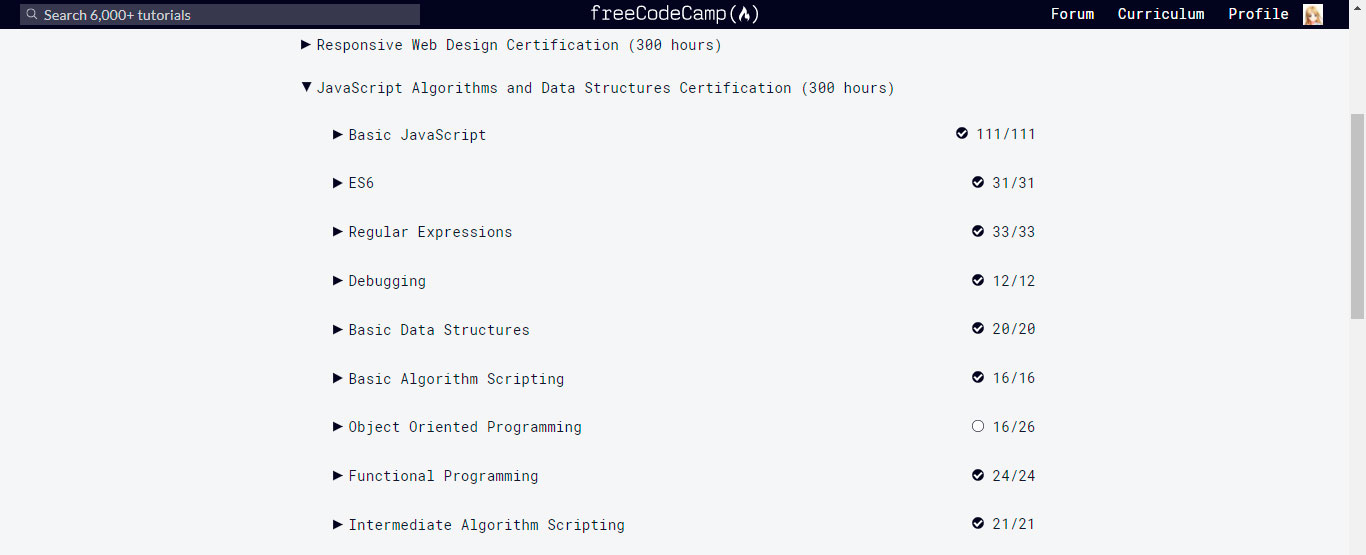 Search 6,000+ tutorials freeCodeCamp Forum Curriculum Profile
Responsive Web Design Certification (300 hours)
JavaScript Algorithms and Data Structures Certification (300 hours)
Basic JavaScript 111/111
ES6 31/31
Regular Expressions 33/33
Debugging 12/12
Basic Data Structures 20/20
Basic Algorithm Scripting 16/16
Object Oriented Programming 16/26
Functional Programming 24/24
Intermediate Algorithm Scripting 21/21